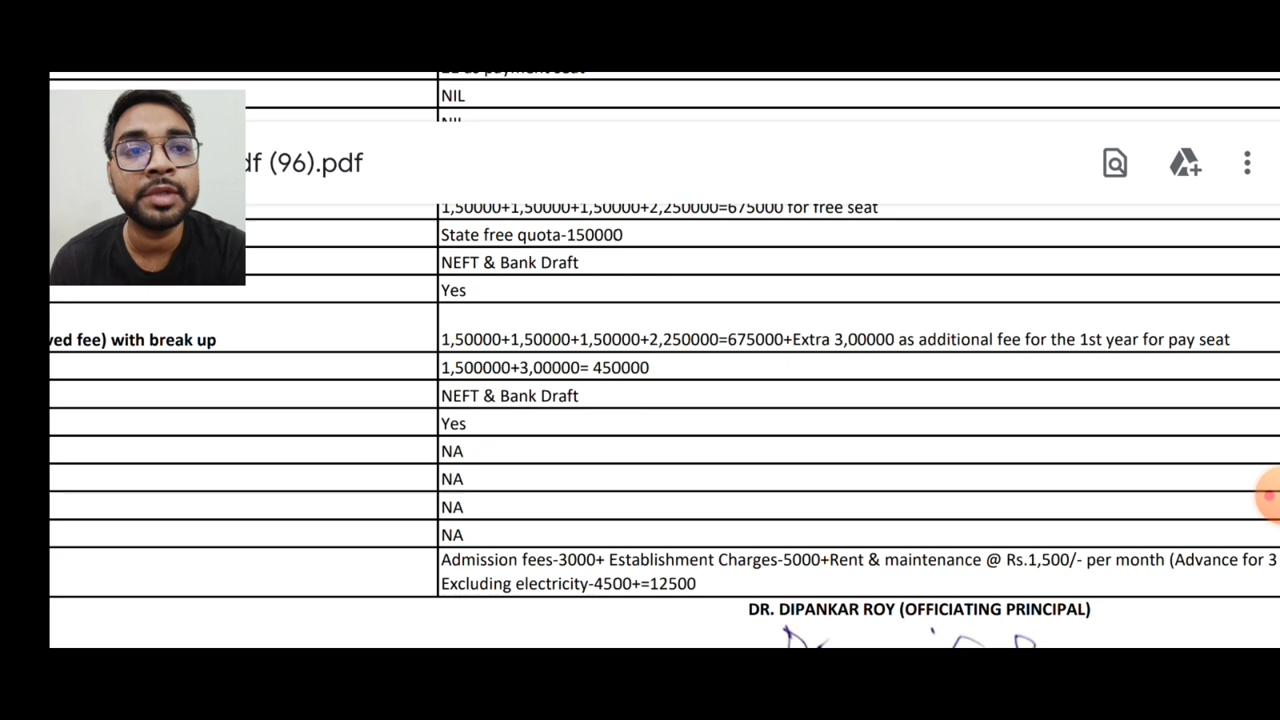 NIL
df (96).pdf
1,50000+1,50000+1,50000+2,250000=675000 for free seat
State free quota-150000
NEFT & Bank Draft
Yes
ved fee) with break up
1,50000+1,50000+1,50000+2,250000=675000+Extra 3,00000 as additional fee for the 1st year for pay seat
1,500000+3,00000= 450000
NEFT & Bank Draft
Yes
NA
NA
NA
NA
Admission fees-3000+ Establishment Charges-5000+Rent & maintenance @ Rs.1,500/- per month (Advance for 3
Excluding electricity-4500+=12500
DR. DIPANKAR ROY (OFFICIATING PRINCIPAL)